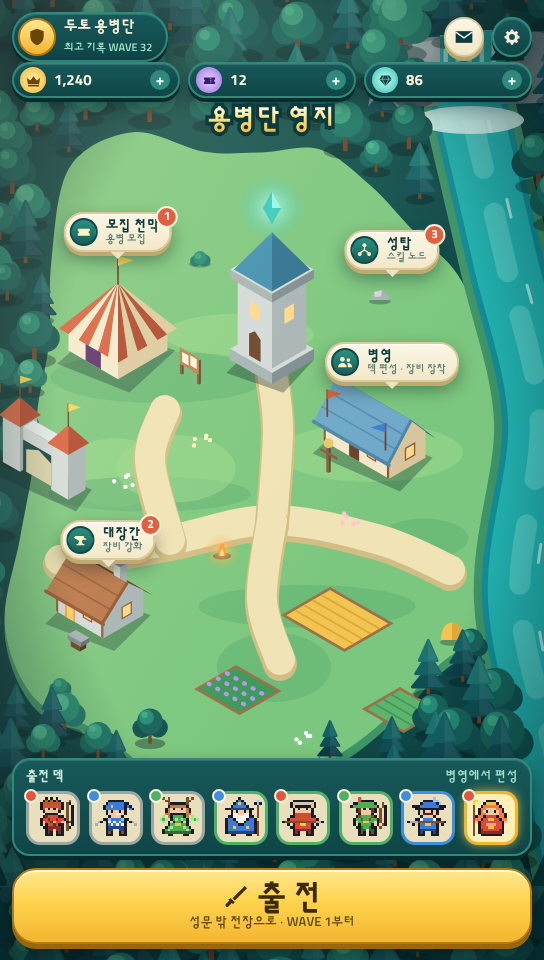 두토 용병단
최고 기록 WAVE 32
1,240 +
12 +
86 +
용병단 영지
모집 천막 1
용병 모집
성탑 3
스킬 노드
병영
덱 편성 · 장비 장착
대장간 2
장비 강화
출전 덱
병영에서 편성
출전
성문 밖 전장으로 · WAVE 1부터